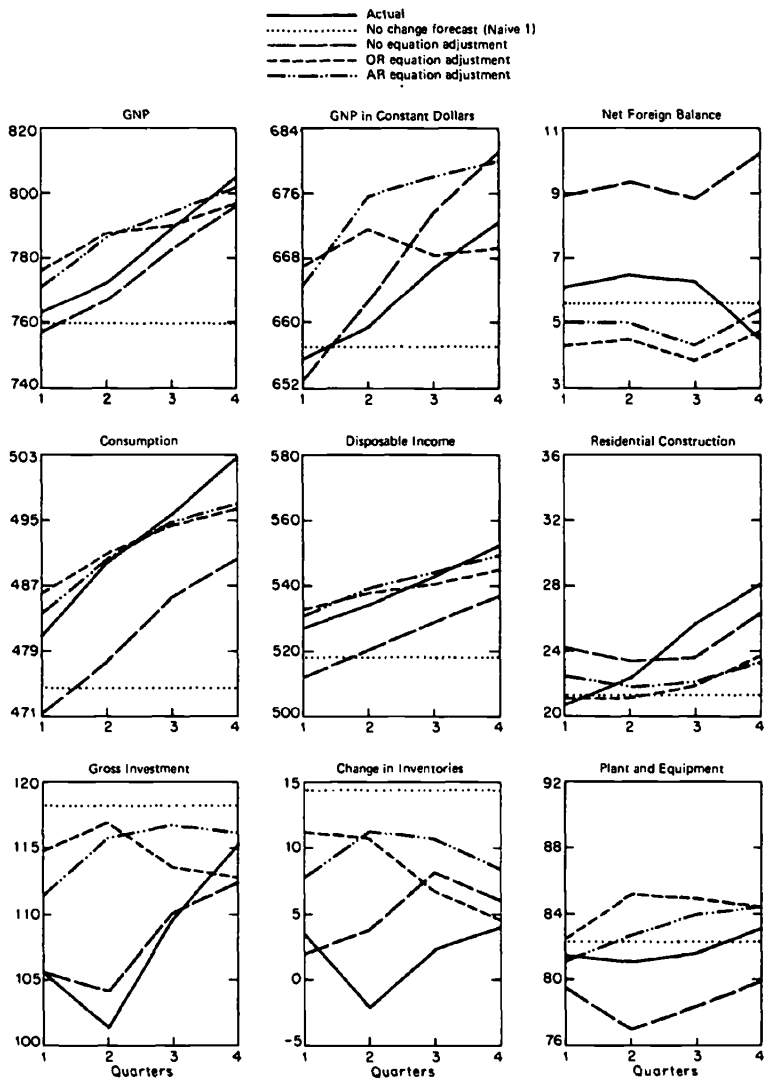 Actual
No change forecast (Naive 1)
No equation adjustment
OR equation adjustment
AR equation adjustment
GNP
820
800
780
760
740
1 2 3 4
GNP in Constant Dollars
684
676
668
660
652
1 2 3 4
Net Foreign Balance
11
9
7
5
3
1 2 3 4
Consumption
503
495
487
479
471
1 2 3 4
Disposable Income
580
560
540
520
500
1 2 3 4
Residential Construction
36
32
28
24
20
1 2 3 4
Gross Investment
120
115
110
105
100
1 2 3 4
Quarters
Change in Inventories
15
10
5
0
-5
1 2 3 4
Quarters
Plant and Equipment
92
88
84
80
76
1 2 3 4
Quarters